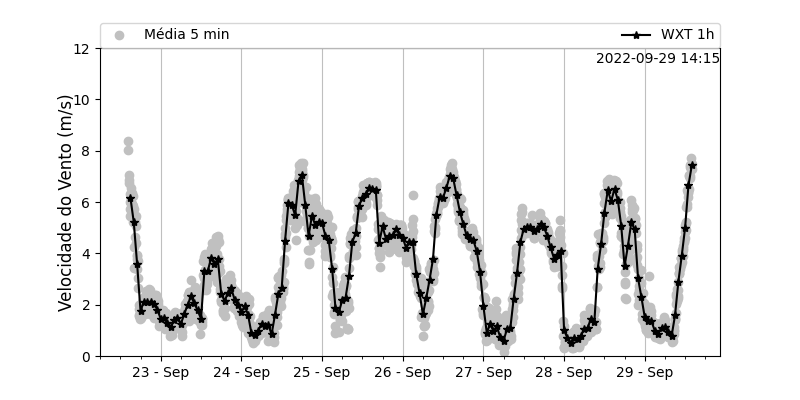 Média 5 min
WXT 1h
2022-09-29 14:15
Velocidade do Vento (m/s)
12
10
8
6
4
2
0
23 - Sep
24 - Sep
25 - Sep
26 - Sep
27 - Sep
28 - Sep
29 - Sep